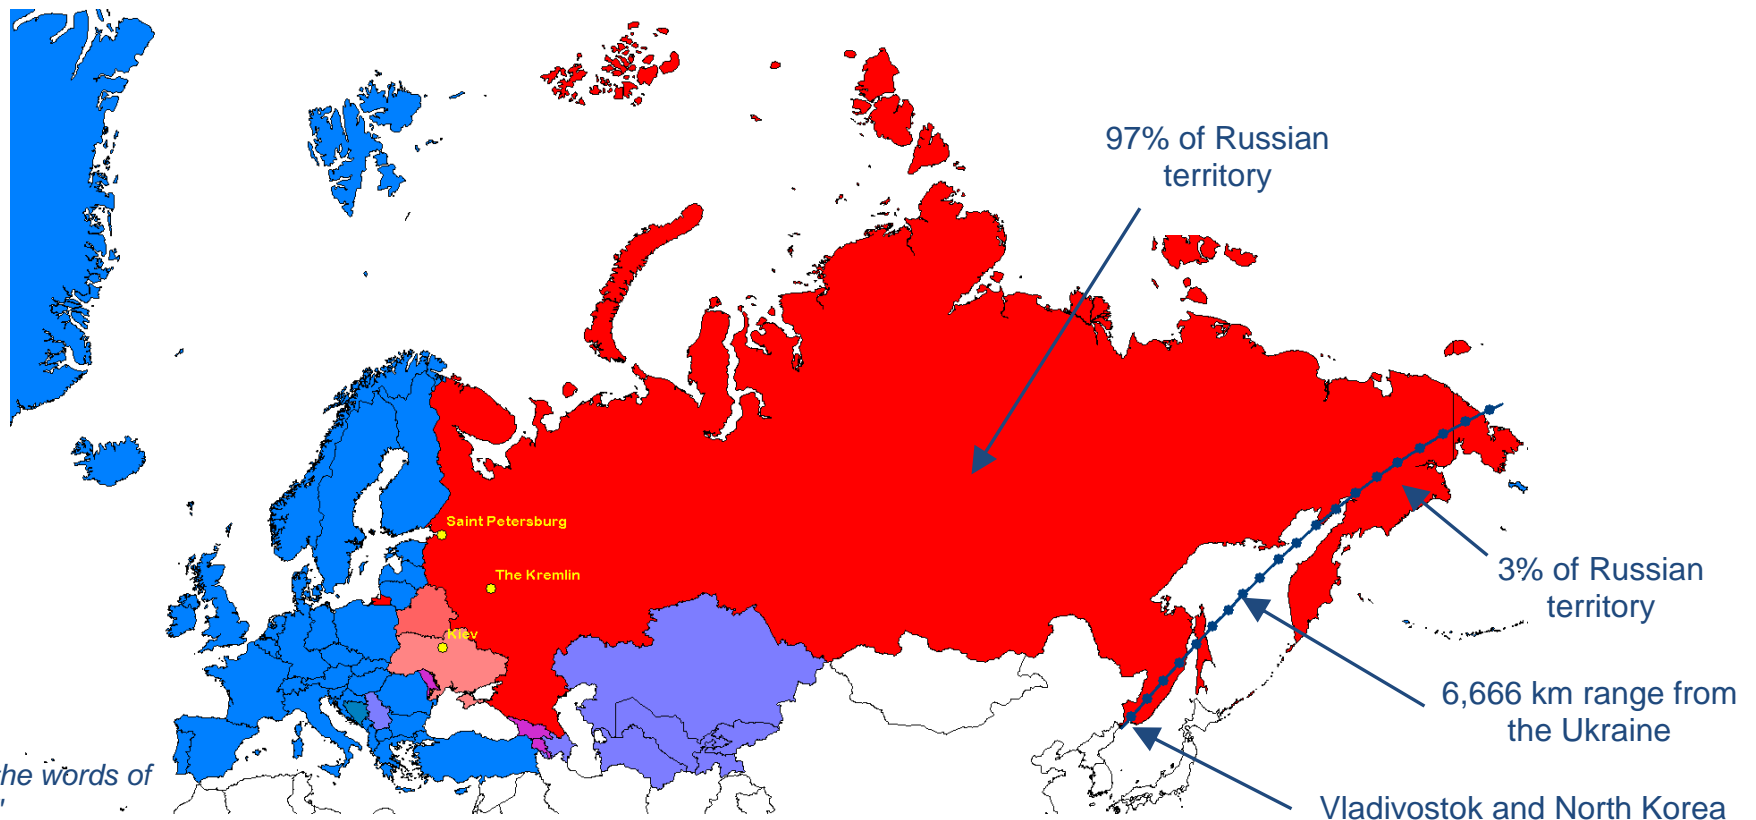 97% of Russian
territory
Saint Petersburg
The Kremlin
3% of Russian
territory
Kiev
6,666 km range from
the Ukraine
the words of
"
Vladivostok and North Korea